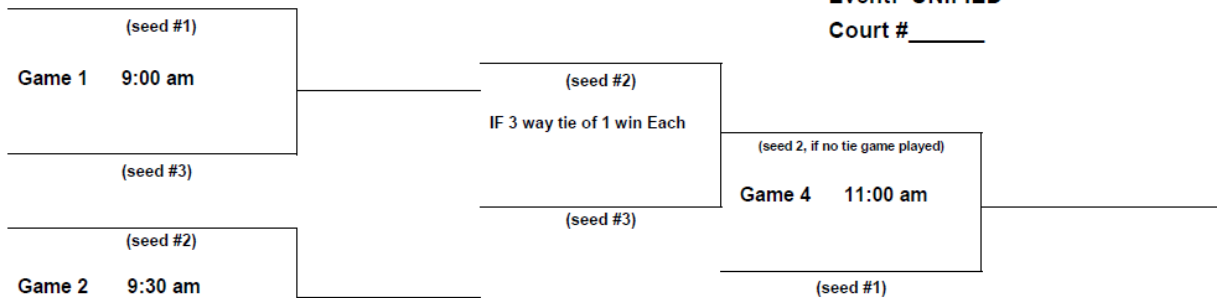 (seed #1)
Court #______
Game 1 9:00 am
(seed #2)
IF 3 way tie of 1 win Each
(seed 2, if no tie game played)
(seed #3)
Game 4 11:00 am
(seed #3)
(seed #2)
Game 2 9:30 am
(seed #1)